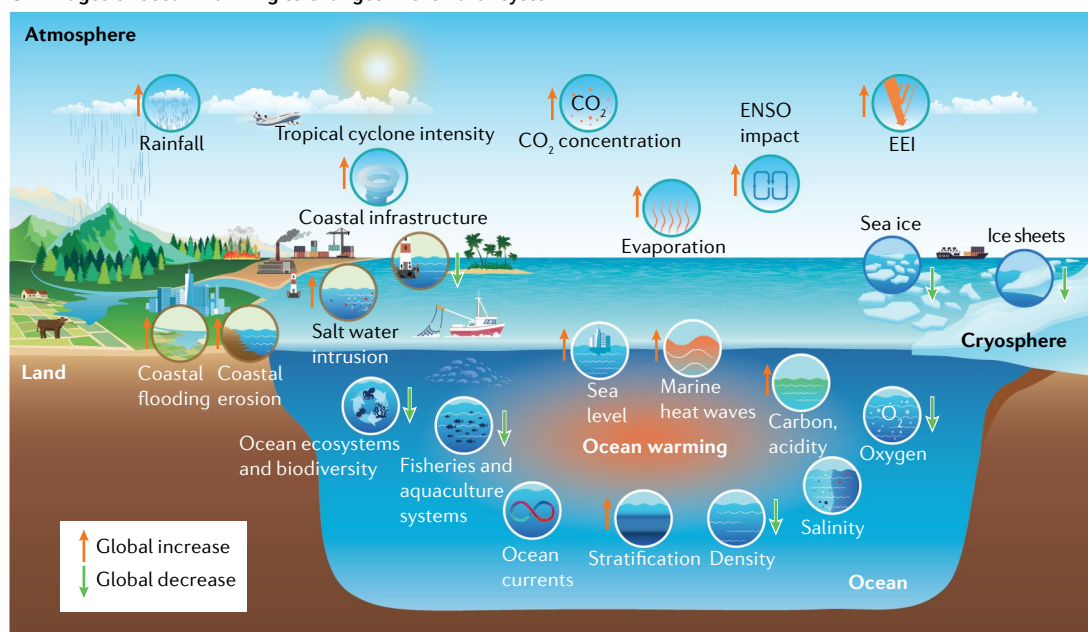 Atmosphere
Rainfall
Tropical cyclone intensity
CO₂
CO₂ concentration
ENSO
impact
EEI
Coastal infrastructure
Evaporation
Sea ice
Ice sheets
Salt water
intrusion
Cryosphere
Land
Coastal
flooding
Coastal
erosion
Sea
level
Marine
heat waves
Carbon,
acidity
O₂
Oxygen
Ocean ecosystems
and biodiversity
Fisheries and
aquaculture
systems
Ocean warming
Salinity
Ocean
currents
Stratification
Density
Ocean
Global increase
Global decrease